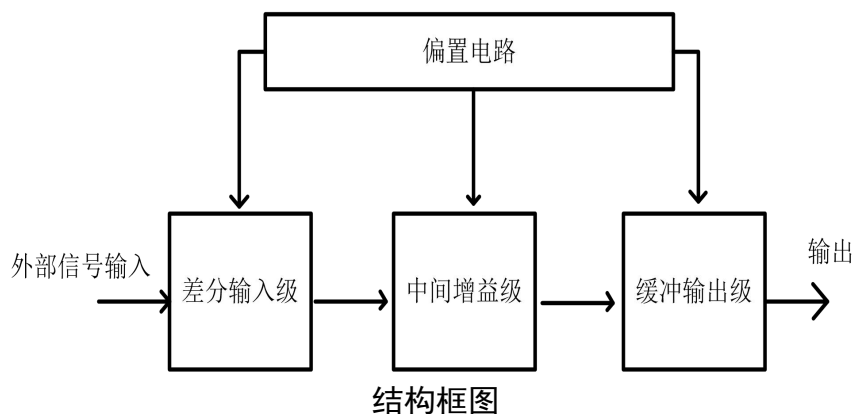 偏置电路
外部信号输入
差分输入级
中间增益级
缓冲输出级
输出
结构框图